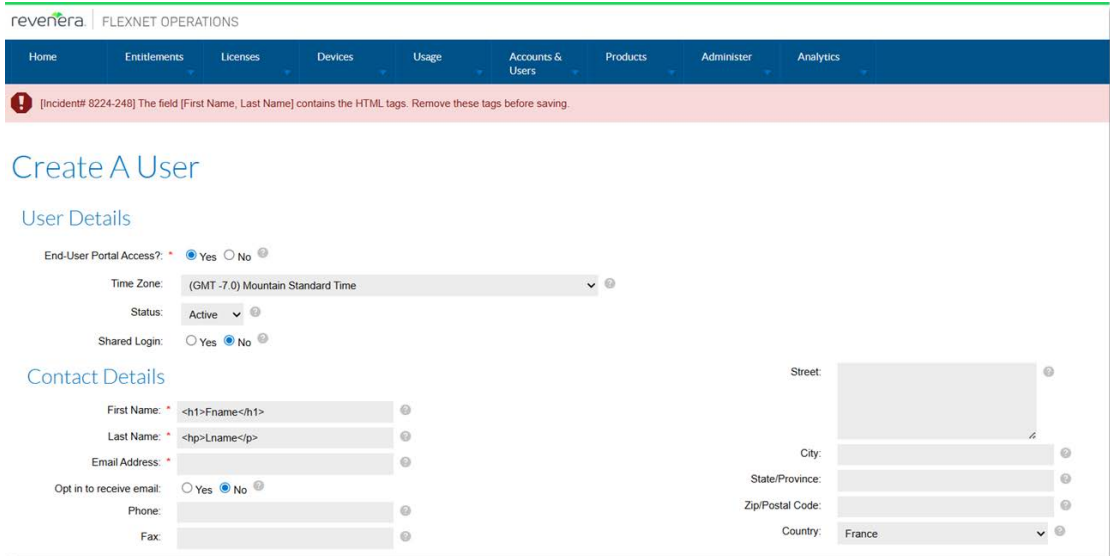 revenera. FLEXNET OPERATIONS
Home Entitlements Licenses Devices Usage Accounts & Users Products Administer Analytics
[Incident# 8224-248] The field [First Name, Last Name] contains the HTML tags. Remove these tags before saving.
Create A User
User Details
End-User Portal Access?: * Yes No
Time Zone: (GMT -7.0) Mountain Standard Time
Status: Active
Shared Login: Yes No
Contact Details
First Name: * <h1>Fname</h1>
Last Name: * <hp>Lname</p>
Email Address: *
Opt in to receive email: Yes No
Phone:
Fax:
Street:
City:
State/Province:
Zip/Postal Code:
Country: France